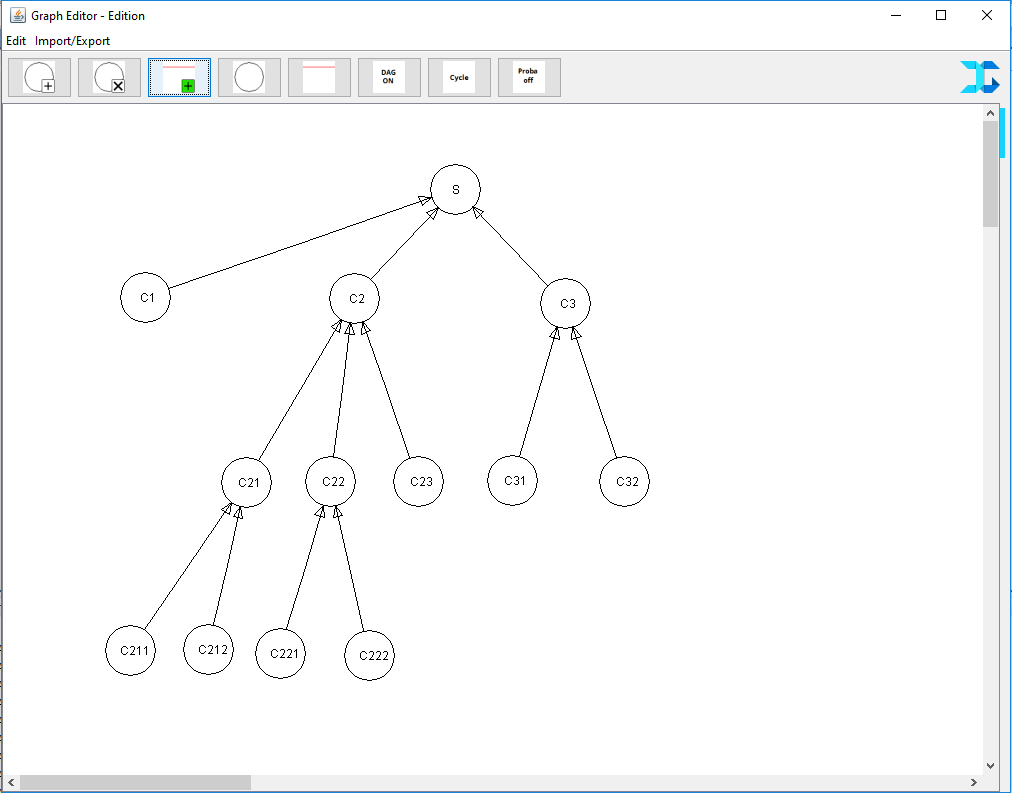 Graph Editor - Edition
Edit Import/Export
DAG
ON
Cycle
Proba
off
S
C1
C2
C3
C21
C22
C23
C31
C32
C211
C212
C221
C222